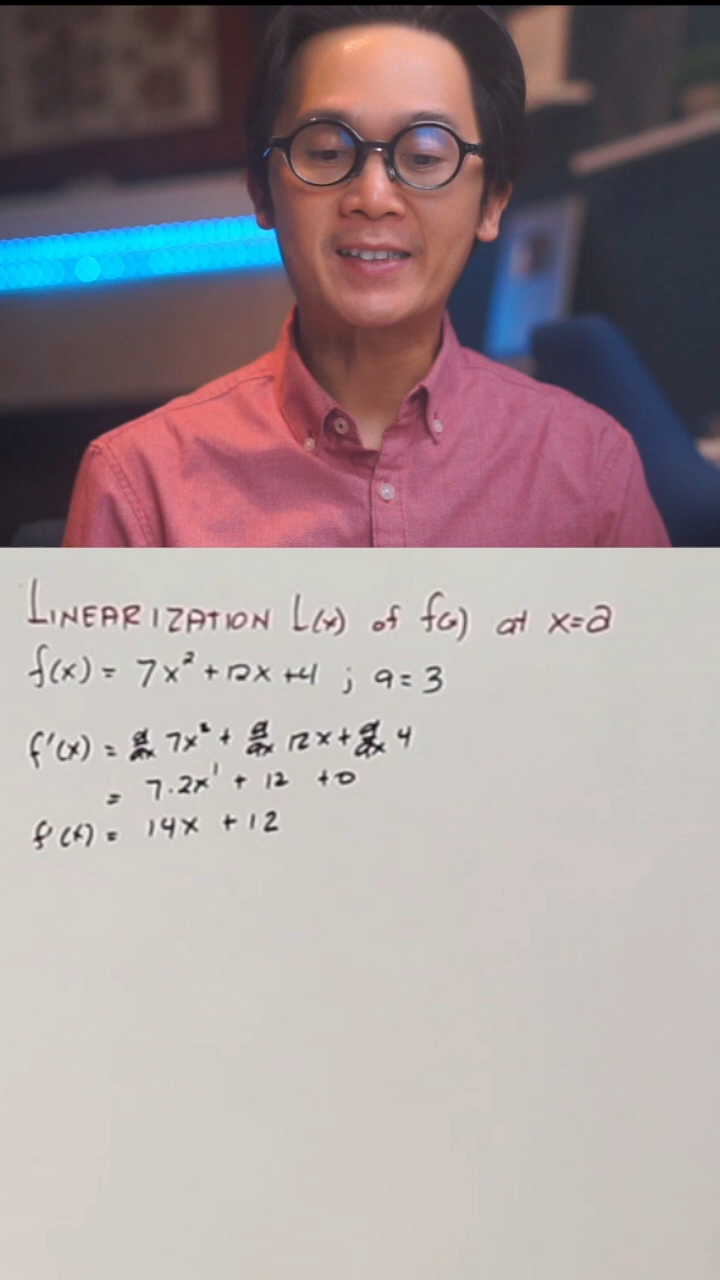 LINEARIZATION L(x) of f(x) at x=a
f(x) = 7x² + 12x + 4 ; a = 3
f'(x) = d/dx 7x² + d/dx 12x + d/dx 4
= 7·2x¹ + 12 + 0
f'(x) = 14x + 12